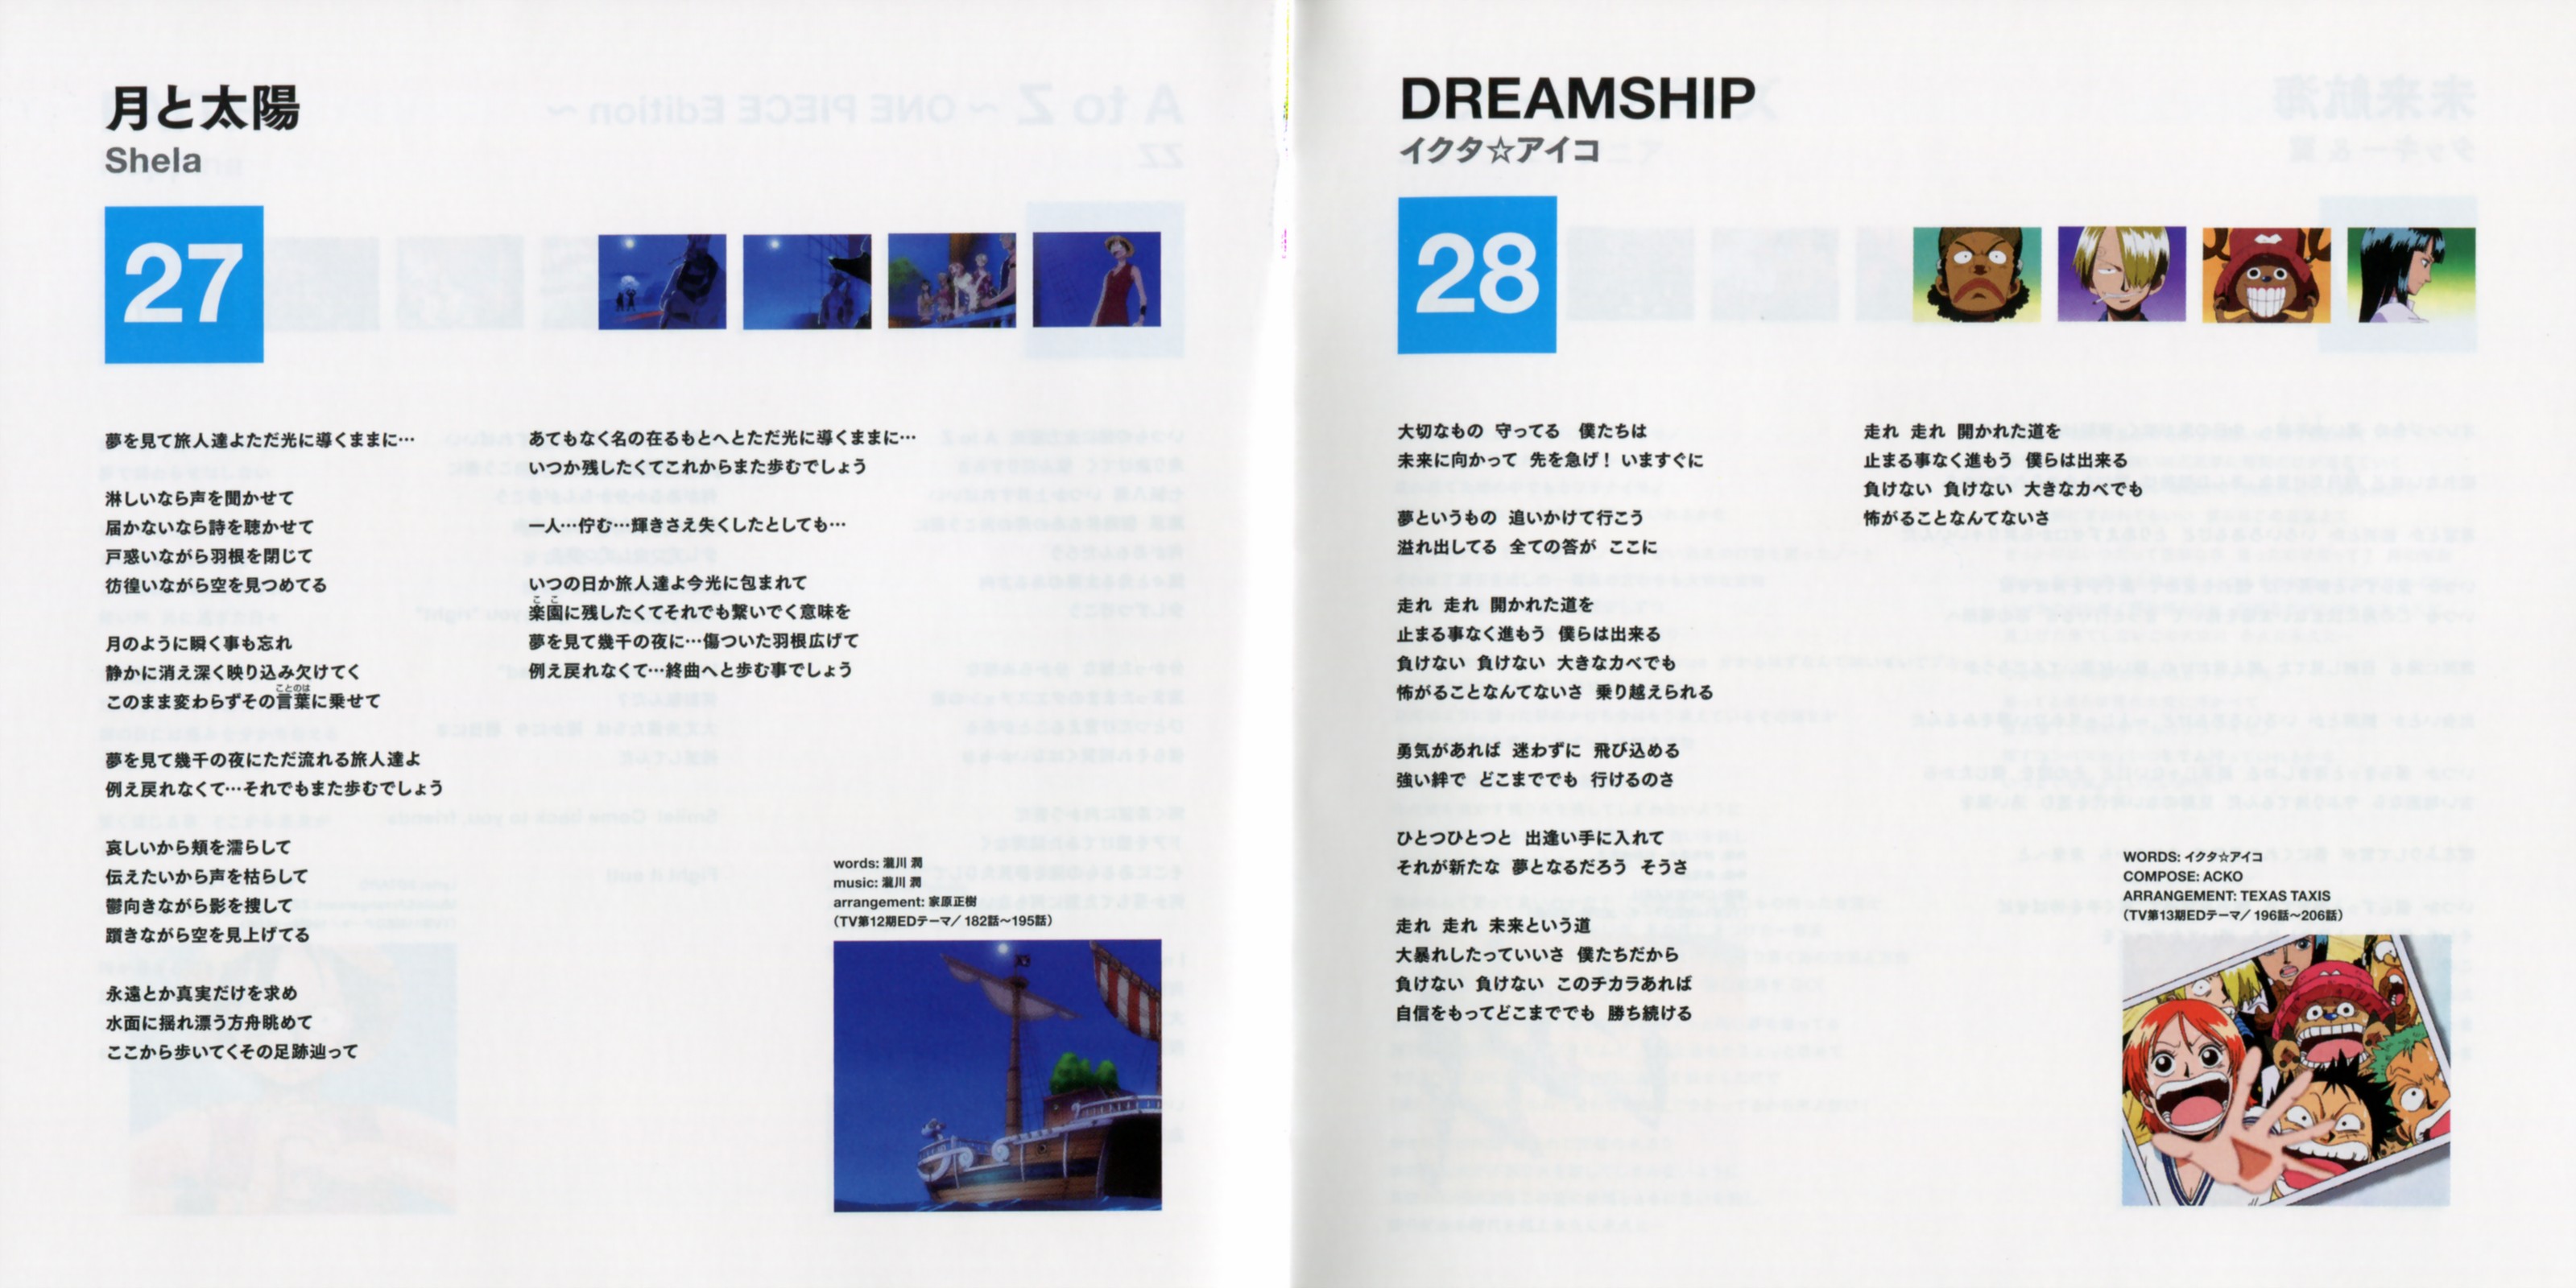 月と太陽
Shela
27
夢を見て旅人達よただ光に導くままに…
淋しいなら声を聞かせて
届かないなら詩を聴かせて
戸惑いながら羽根を閉じて
彷徨いながら空を見つめてる
月のように瞬く事も忘れ
静かに消え深く映り込み欠けてく
ことのは
このまま変わらずその言葉に乗せて
夢を見て幾千の夜にただ流れる旅人達よ
例え戻れなくて…それでもまた歩むでしょう
哀しいから頬を濡らして
伝えたいから声を枯らして
鬱向きながら影を捜して
躓きながら空を見上げてる
永遠とか真実だけを求め
水面に揺れ漂う方舟眺めて
ここから歩いてくその足跡辿って
あてもなく名の在るもとへとただ光に導くままに…
いつか残したくてこれからまた歩むでしょう
一人…佇む…輝きさえ失くしたとしても…
いつの日か旅人達よ今光に包まれて
ここ
楽園に残したくてそれでも繋いでく意味を
夢を見て幾千の夜に…傷ついた羽根広げて
例え戻れなくて…終曲へと歩む事でしょう
words: 瀧川 潤
music: 瀧川 潤
arrangement: 家原正樹
（TV第12期EDテーマ／182話〜195話）
DREAMSHIP
イクタ☆アイコ
28
大切なもの 守ってる 僕たちは
未来に向かって 先を急げ！ いますぐに
夢というもの 追いかけて行こう
溢れ出してる 全ての答が ここに
走れ 走れ 開かれた道を
止まる事なく進もう 僕らは出来る
負けない 負けない 大きなカベでも
怖がることなんてないさ 乗り越えられる
勇気があれば 迷わずに 飛び込める
強い絆で どこまででも 行けるのさ
ひとつひとつと 出逢い手に入れて
それが新たな 夢となるだろう そうさ
走れ 走れ 未来という道
大暴れしたっていいさ 僕たちだから
負けない 負けない このチカラあれば
自信をもってどこまででも 勝ち続ける
走れ 走れ 開かれた道を
止まる事なく進もう 僕らは出来る
負けない 負けない 大きなカベでも
怖がることなんてないさ
WORDS: イクタ☆アイコ
COMPOSE: ACKO
ARRANGEMENT: TEXAS TAXIS
（TV第13期EDテーマ／196話〜206話）